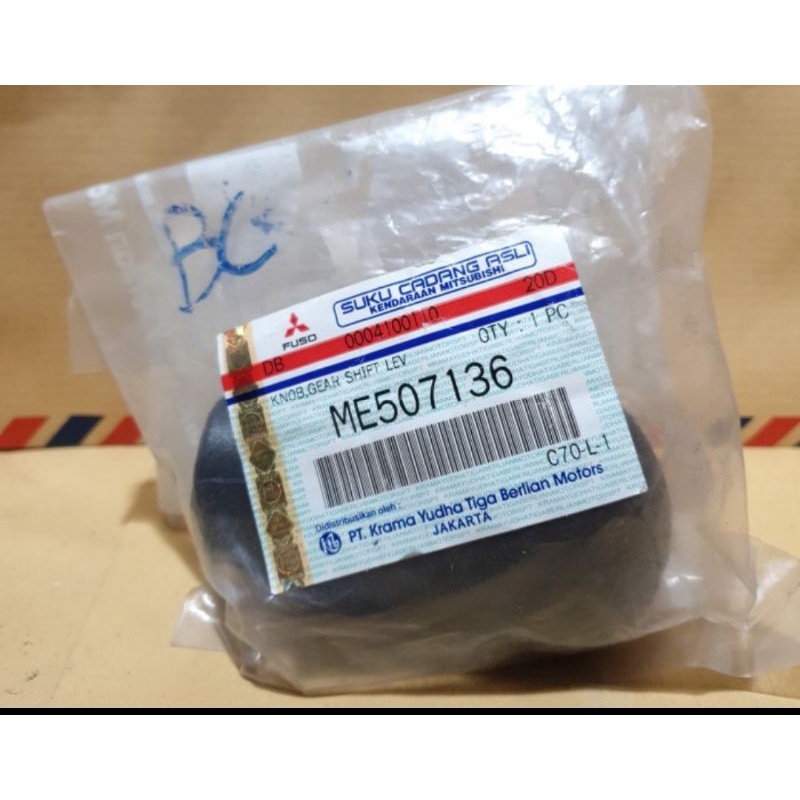 BC
FUSO
SUKU CADANG ASLI
KENDARAAN MITSUBISHI
DB 0004100110 20D
KNOB,GEAR SHIFT LEV QTY : 1 PC
ME507136
C70-L-1
Didistribusikan oleh :
PT. Krama Yudha Tiga Berlian Motors
JAKARTA